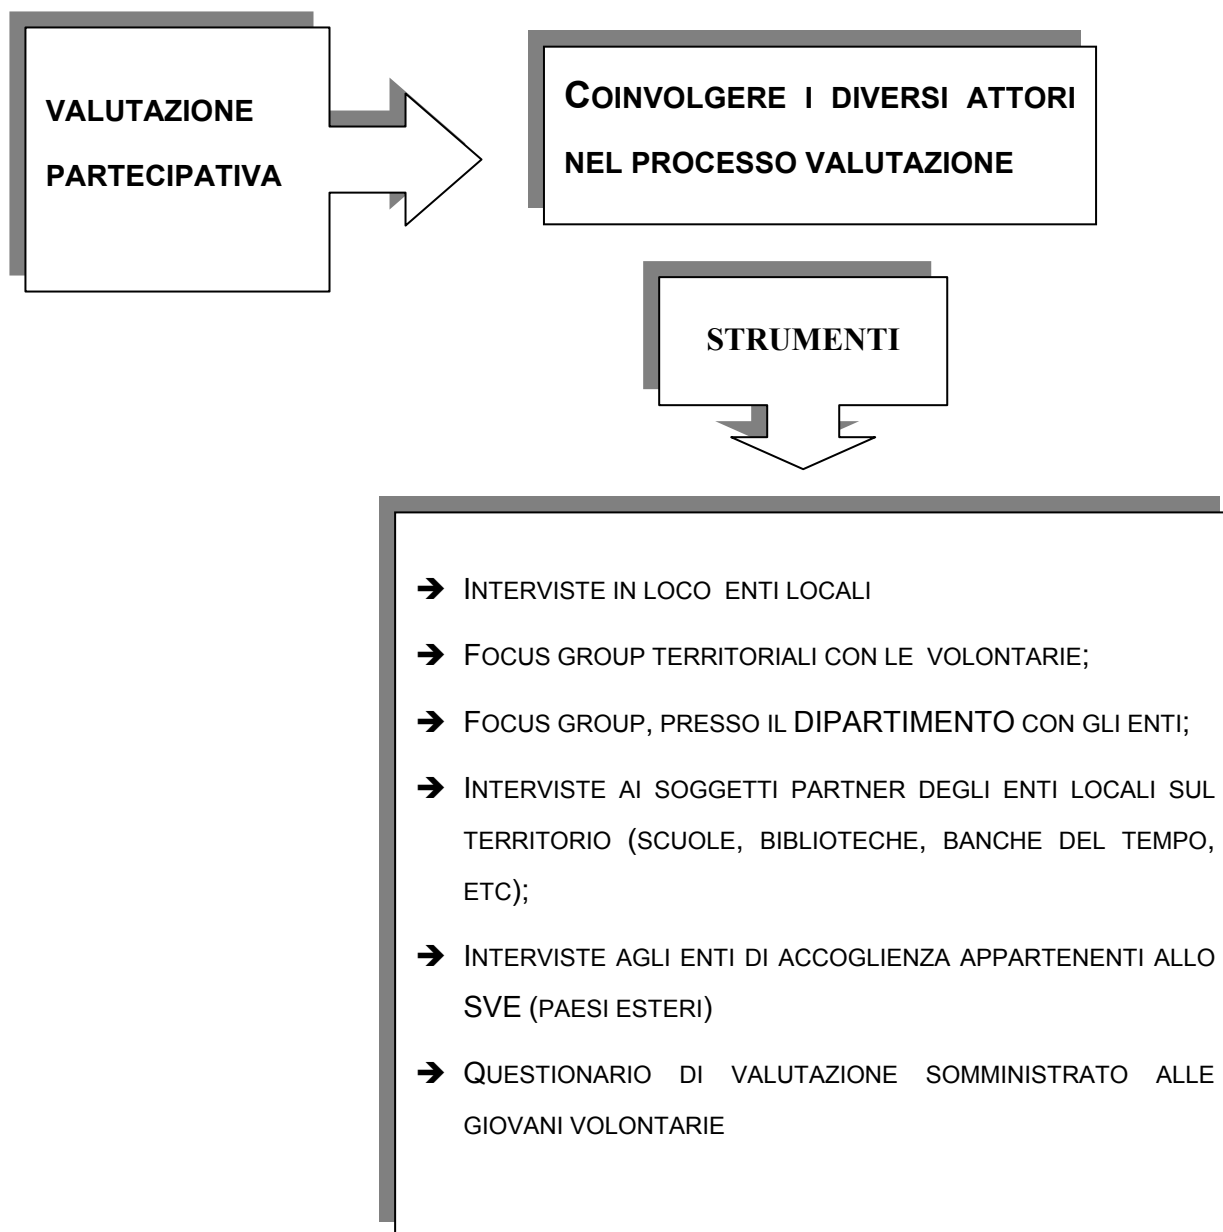 VALUTAZIONE
PARTECIPATIVA
COINVOLGERE I DIVERSI ATTORI
NEL PROCESSO VALUTAZIONE
STRUMENTI
➔ INTERVISTE IN LOCO ENTI LOCALI
➔ FOCUS GROUP TERRITORIALI CON LE VOLONTARIE;
➔ FOCUS GROUP, PRESSO IL DIPARTIMENTO CON GLI ENTI;
➔ INTERVISTE AI SOGGETTI PARTNER DEGLI ENTI LOCALI SUL
TERRITORIO (SCUOLE, BIBLIOTECHE, BANCHE DEL TEMPO,
ETC);
➔ INTERVISTE AGLI ENTI DI ACCOGLIENZA APPARTENENTI ALLO
SVE (PAESI ESTERI)
➔ QUESTIONARIO DI VALUTAZIONE SOMMINISTRATO ALLE
GIOVANI VOLONTARIE